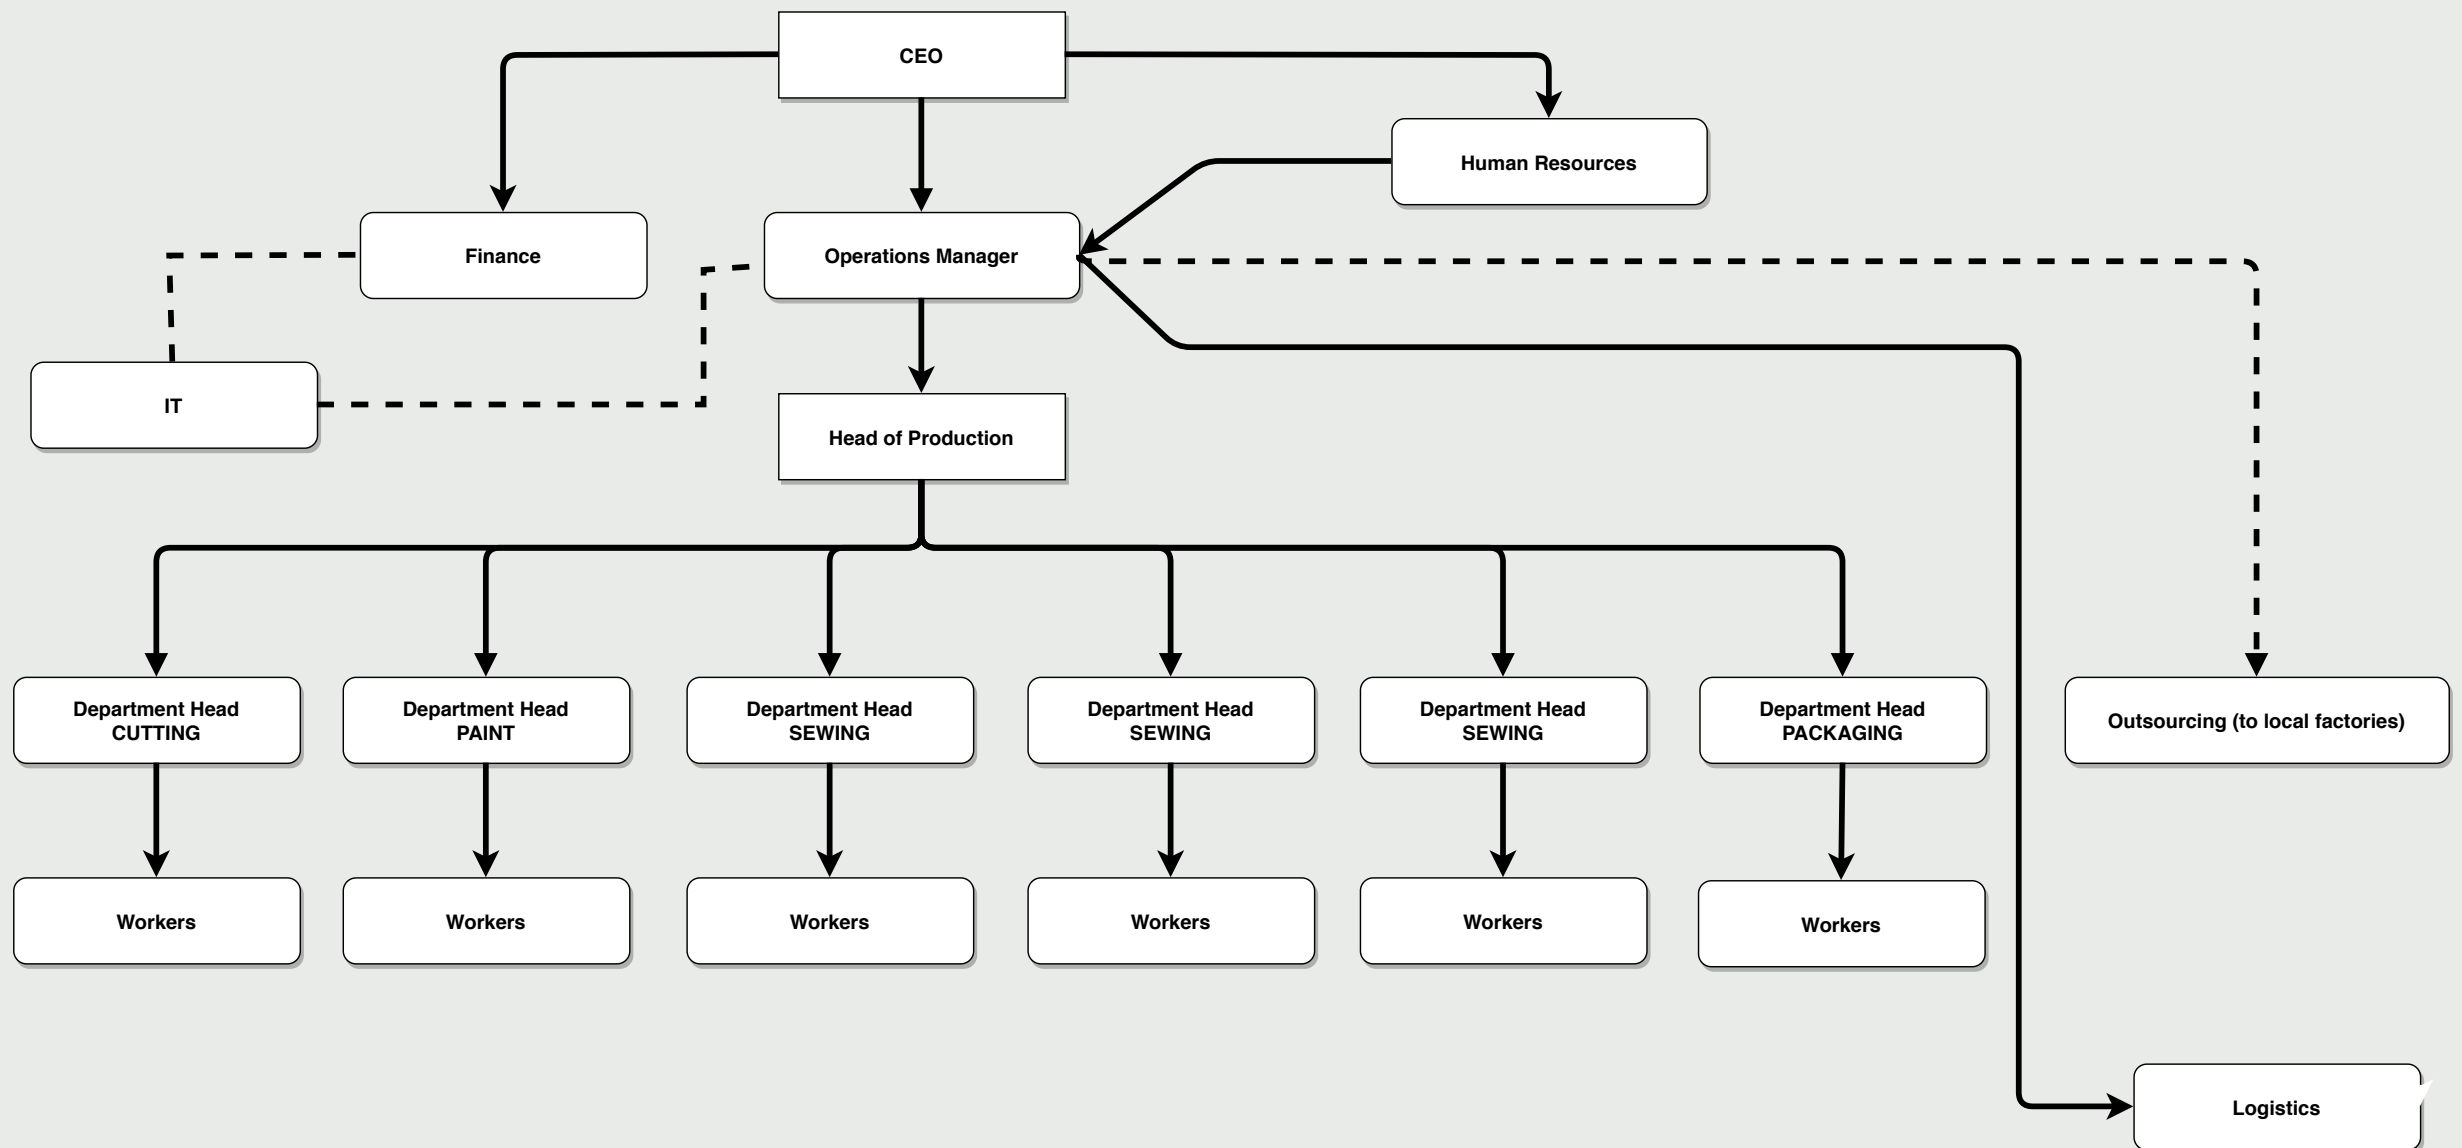 CEO
Human Resources
Finance
Operations Manager
IT
Head of Production
Department Head
CUTTING
Department Head
PAINT
Department Head
SEWING
Department Head
SEWING
Department Head
SEWING
Department Head
PACKAGING
Outsourcing (to local factories)
Workers
Workers
Workers
Workers
Workers
Workers
Logistics